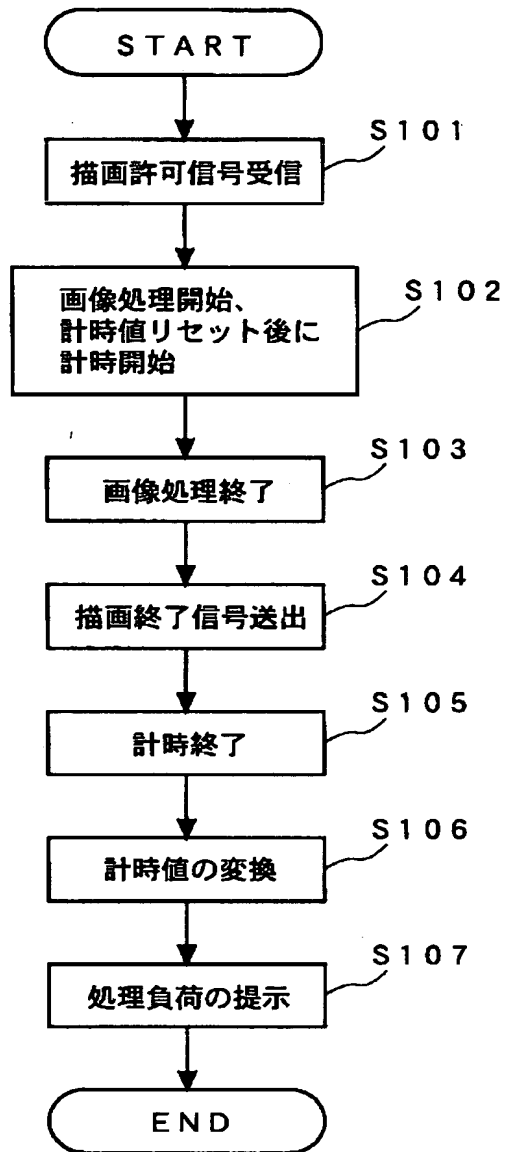 START
S101
描画許可信号受信
S102
画像処理開始、
計時値リセット後に
計時開始
S103
画像処理終了
S104
描画終了信号送出
S105
計時終了
S106
計時値の変換
S107
処理負荷の提示
END